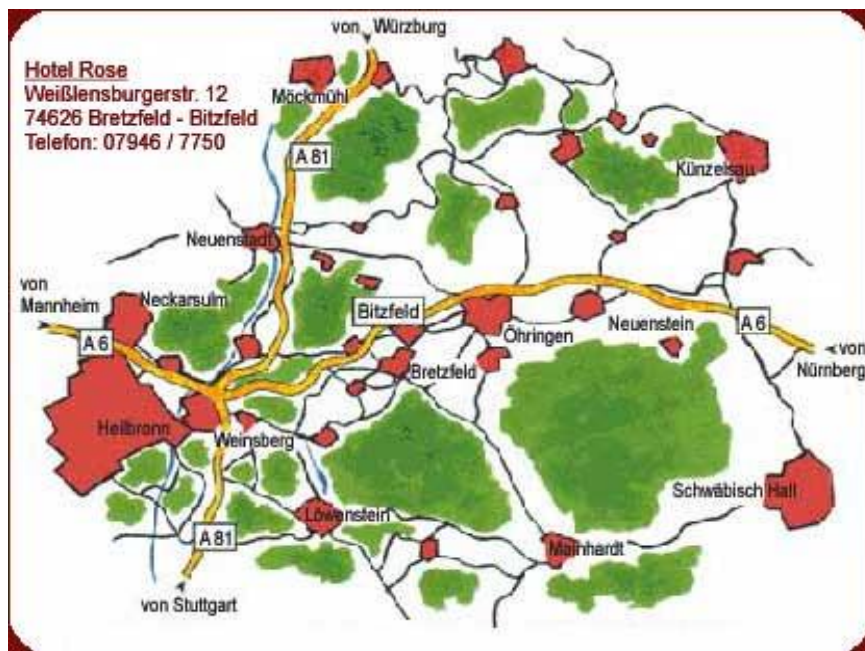 Hotel Rose
Weißlensburgerstr. 12
74626 Bretzfeld - Bitzfeld
Telefon: 07946 / 7750
von Würzburg
Möckmühl
A 81
Künzelsau
Neuenstadt
von
Mannheim
Neckarsulm
Bitzfeld
A 6
Öhringen
Neuenstein
A 6
von
Nürnberg
Bretzfeld
Heilbronn
Weinsberg
Schwäbisch Hall
Löwenstein
A 81
Mainhardt
von Stuttgart